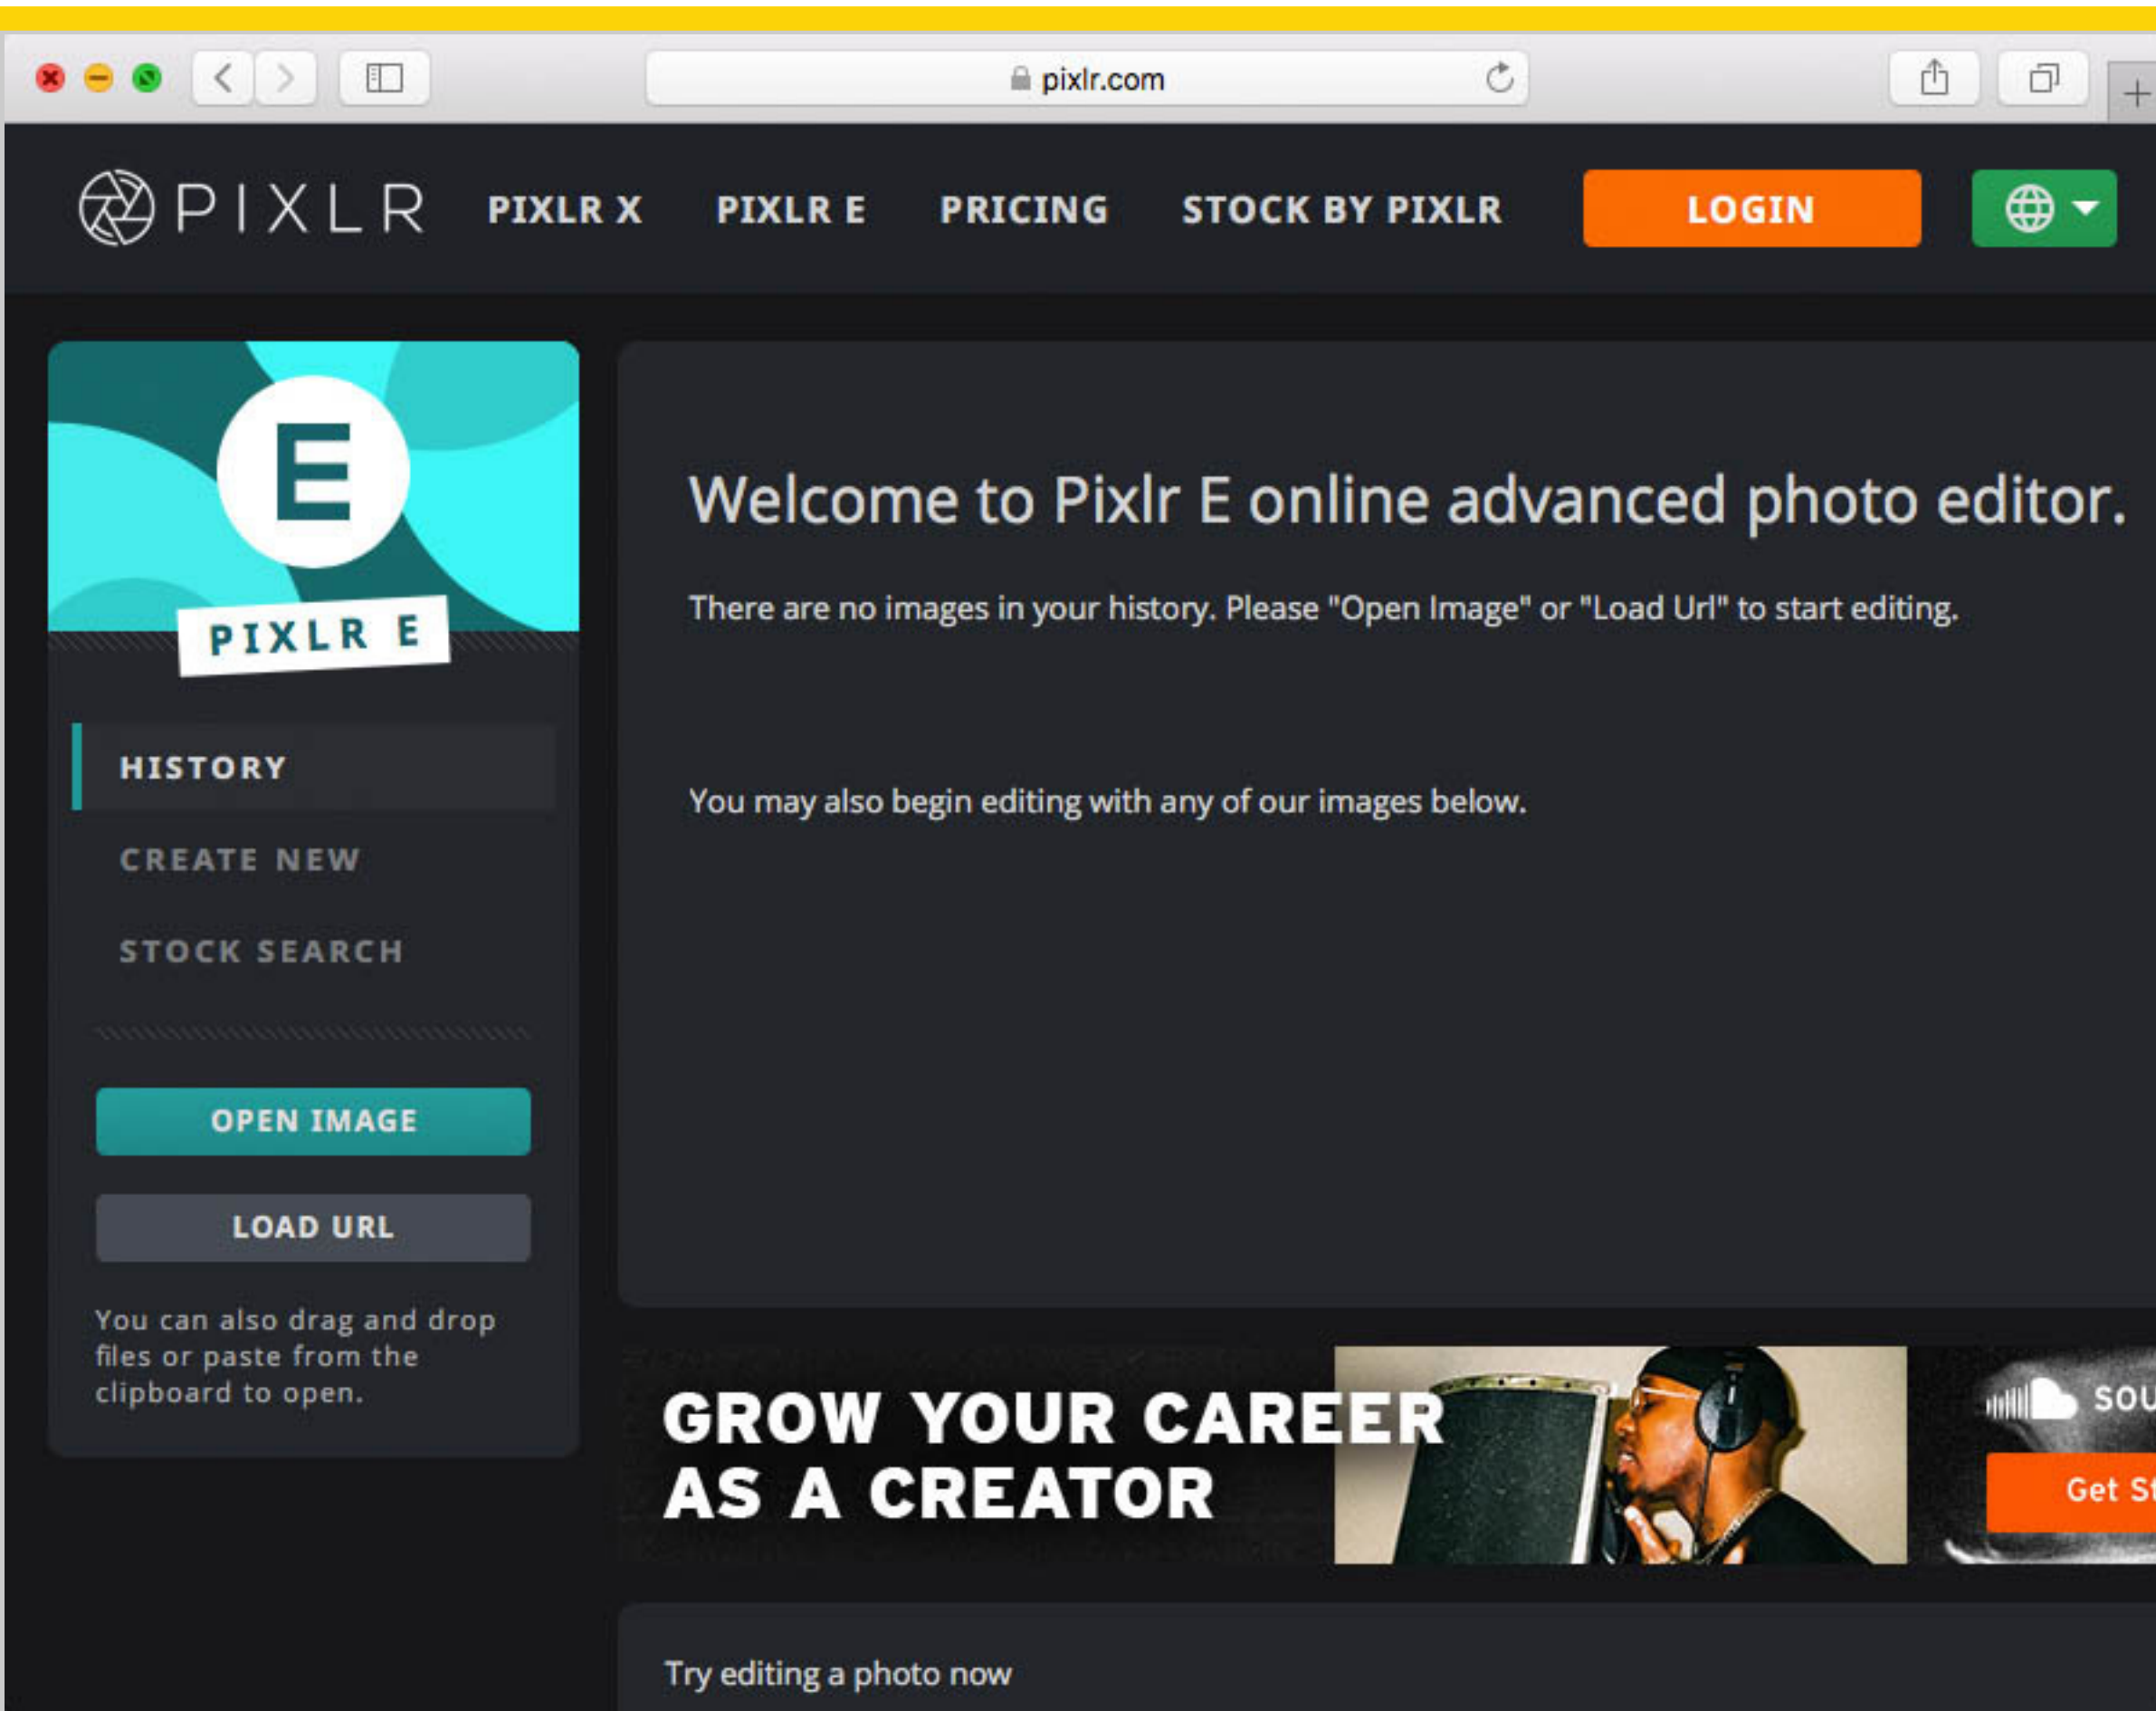 pixlr.com
PIXLR
PIXLR X
PIXLR E
PRICING
STOCK BY PIXLR
LOGIN
E
PIXLR E
HISTORY
CREATE NEW
STOCK SEARCH
OPEN IMAGE
LOAD URL
You can also drag and drop
files or paste from the
clipboard to open.
Welcome to Pixlr E online advanced photo editor.
There are no images in your history. Please "Open Image" or "Load Url" to start editing.
You may also begin editing with any of our images below.
GROW YOUR CAREER
AS A CREATOR
SOU
Get St
Try editing a photo now